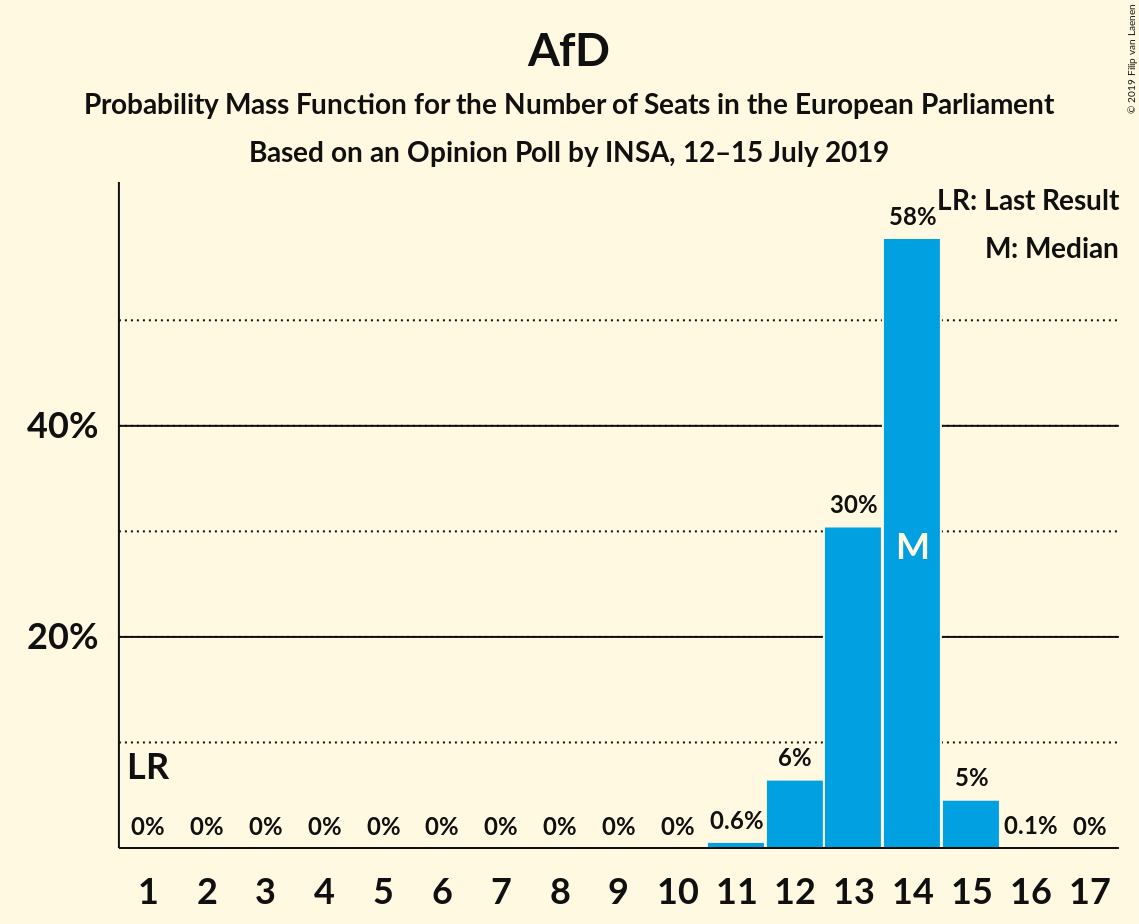 AfD
Probability Mass Function for the Number of Seats in the European Parliament
Based on an Opinion Poll by INSA, 12–15 July 2019
© 2019 Filip van Laenen
LR: Last Result
M: Median
58%
40%
30%
M
20%
LR
6%
5%
0% 0% 0% 0% 0% 0% 0% 0% 0% 0% 0.6% 0.1% 0%
1 2 3 4 5 6 7 8 9 10 11 12 13 14 15 16 17